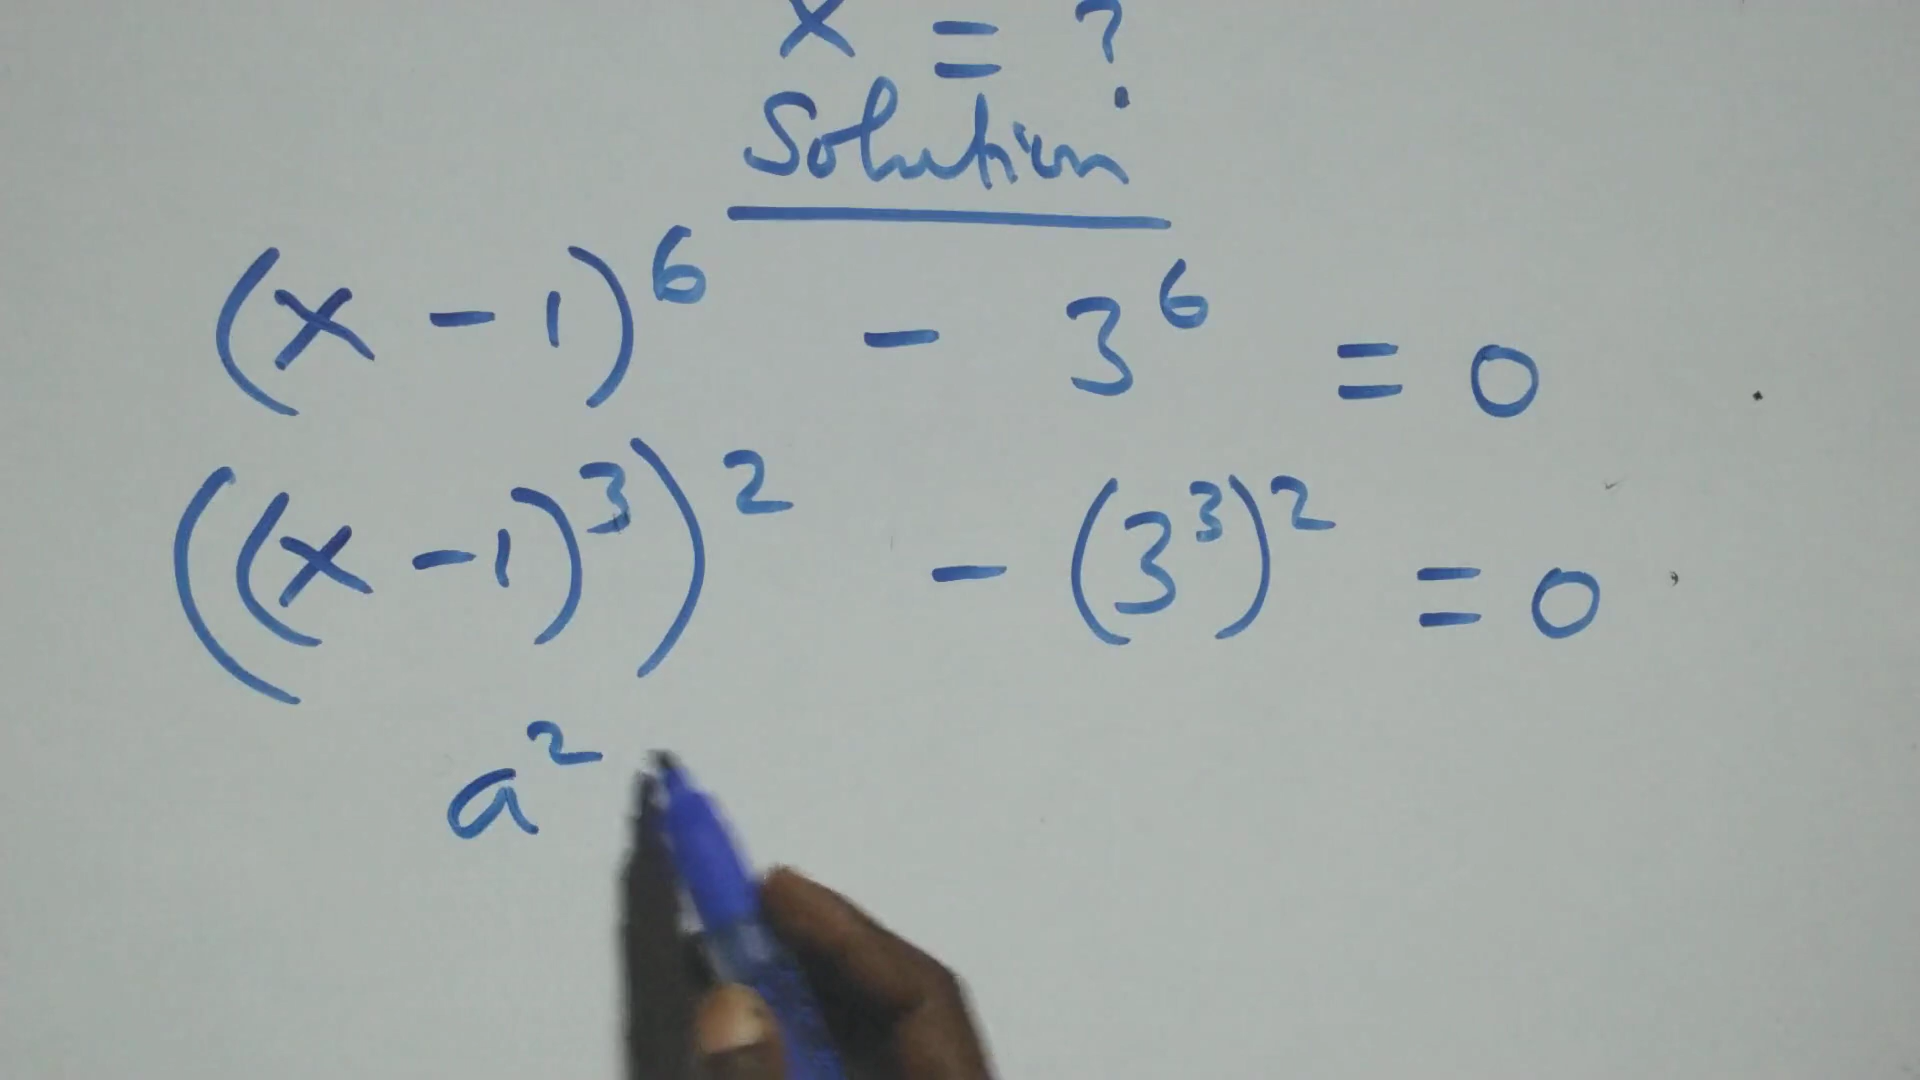 x = ?
Solution
(x - 1)⁶ - 3⁶ = 0
((x - 1)³)² - (3³)² = 0
a²